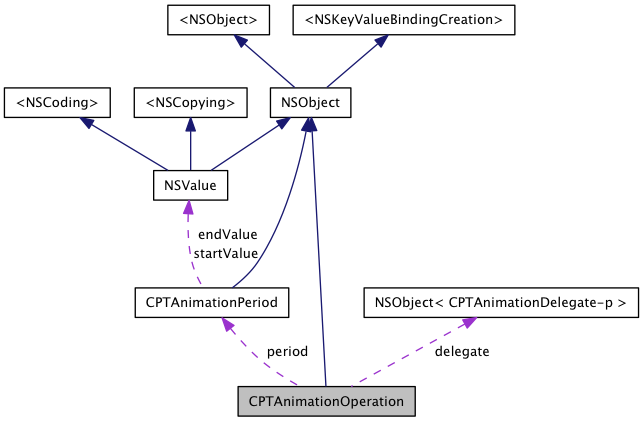 <NSObject>
<NSKeyValueBindingCreation>
<NSCoding>
<NSCopying>
NSObject
NSValue
endValue
startValue
CPTAnimationPeriod
NSObject< CPTAnimationDelegate-p >
period
delegate
CPTAnimationOperation